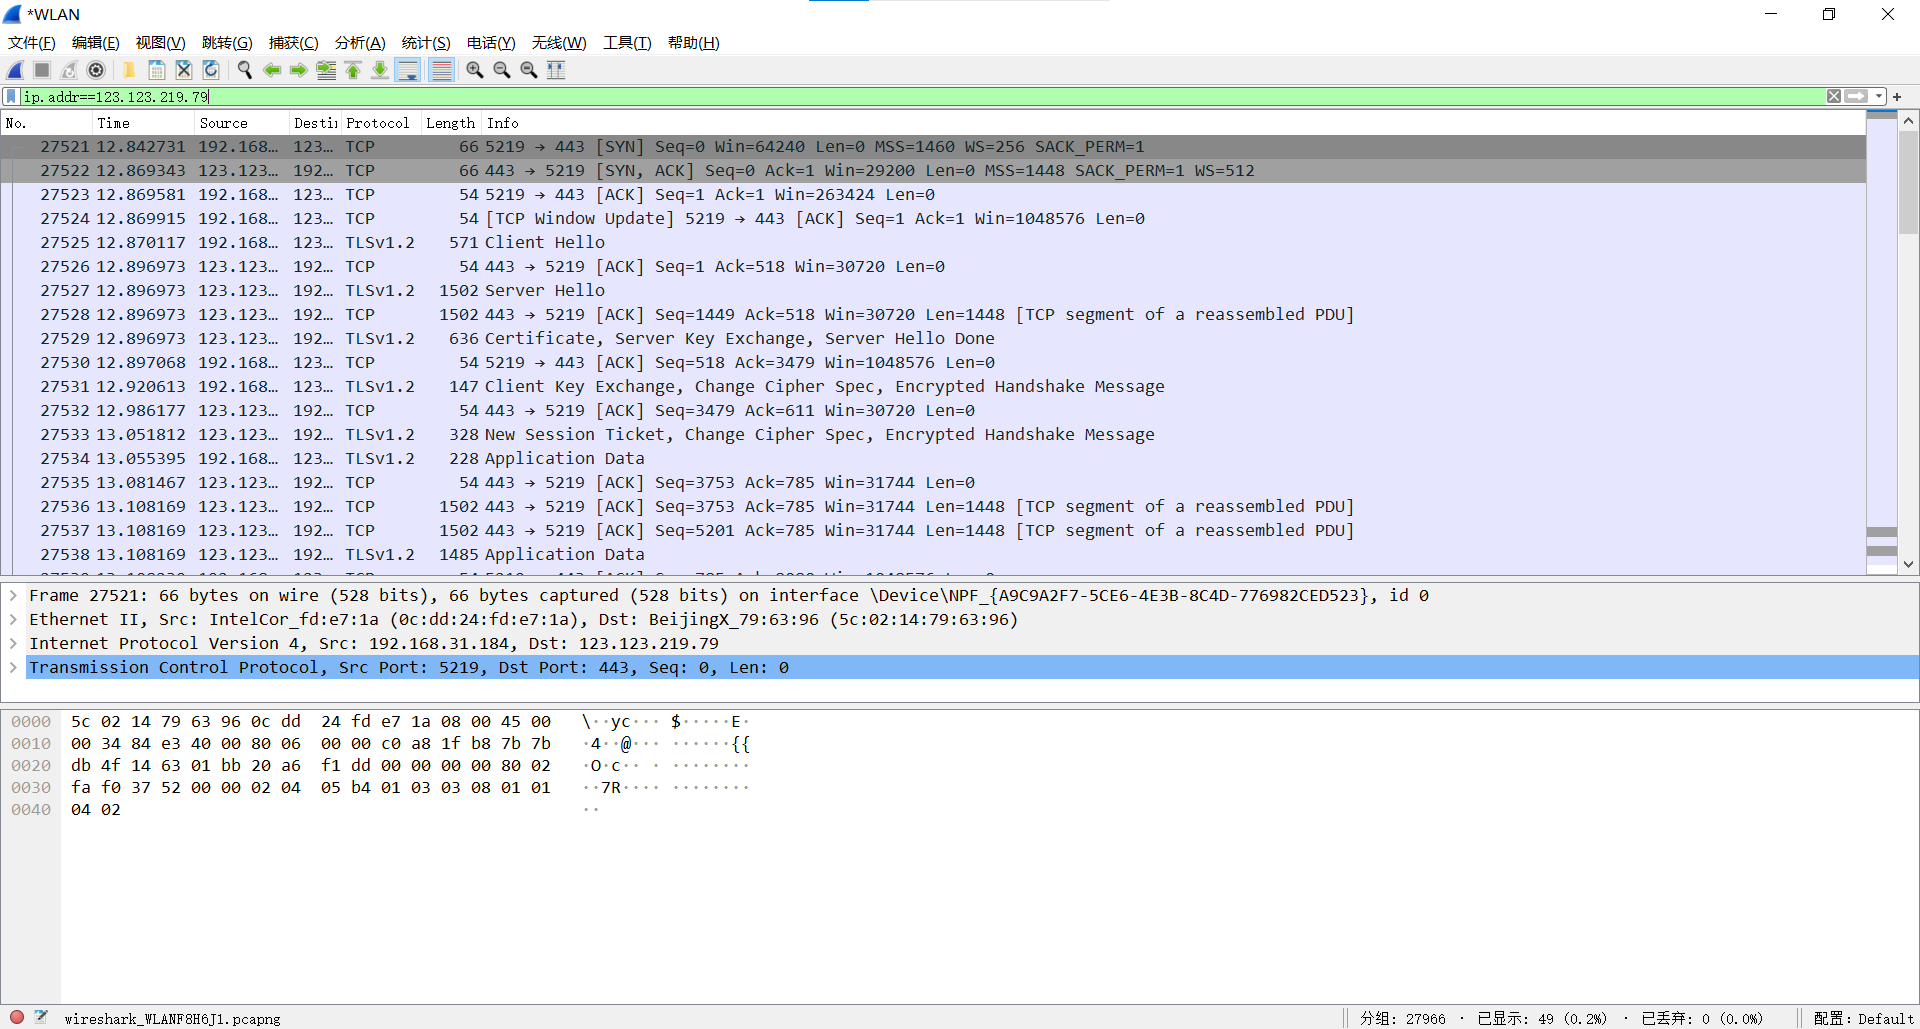 *WLAN
文件(F) 编辑(E) 视图(V) 跳转(G) 捕获(C) 分析(A) 统计(S) 电话(Y) 无线(W) 工具(T) 帮助(H)
ip.addr==123.123.219.79
No. Time Source Destin Protocol Length Info
27521 12.842731 192.168… 123… TCP 66 5219 → 443 [SYN] Seq=0 Win=64240 Len=0 MSS=1460 WS=256 SACK_PERM=1
27522 12.869343 123.123… 192… TCP 66 443 → 5219 [SYN, ACK] Seq=0 Ack=1 Win=29200 Len=0 MSS=1448 SACK_PERM=1 WS=512
27523 12.869581 192.168… 123… TCP 54 5219 → 443 [ACK] Seq=1 Ack=1 Win=263424 Len=0
27524 12.869915 192.168… 123… TCP 54 [TCP Window Update] 5219 → 443 [ACK] Seq=1 Ack=1 Win=1048576 Len=0
27525 12.870117 192.168… 123… TLSv1.2 571 Client Hello
27526 12.896973 123.123… 192… TCP 54 443 → 5219 [ACK] Seq=1 Ack=518 Win=30720 Len=0
27527 12.896973 123.123… 192… TLSv1.2 1502 Server Hello
27528 12.896973 123.123… 192… TCP 1502 443 → 5219 [ACK] Seq=1449 Ack=518 Win=30720 Len=1448 [TCP segment of a reassembled PDU]
27529 12.896973 123.123… 192… TLSv1.2 636 Certificate, Server Key Exchange, Server Hello Done
27530 12.897068 192.168… 123… TCP 54 5219 → 443 [ACK] Seq=518 Ack=3479 Win=1048576 Len=0
27531 12.920613 192.168… 123… TLSv1.2 147 Client Key Exchange, Change Cipher Spec, Encrypted Handshake Message
27532 12.986177 123.123… 192… TCP 54 443 → 5219 [ACK] Seq=3479 Ack=611 Win=30720 Len=0
27533 13.051812 123.123… 192… TLSv1.2 328 New Session Ticket, Change Cipher Spec, Encrypted Handshake Message
27534 13.055395 192.168… 123… TLSv1.2 228 Application Data
27535 13.081467 123.123… 192… TCP 54 443 → 5219 [ACK] Seq=3753 Ack=785 Win=31744 Len=0
27536 13.108169 123.123… 192… TCP 1502 443 → 5219 [ACK] Seq=3753 Ack=785 Win=31744 Len=1448 [TCP segment of a reassembled PDU]
27537 13.108169 123.123… 192… TCP 1502 443 → 5219 [ACK] Seq=5201 Ack=785 Win=31744 Len=1448 [TCP segment of a reassembled PDU]
27538 13.108169 123.123… 192… TLSv1.2 1485 Application Data
Frame 27521: 66 bytes on wire (528 bits), 66 bytes captured (528 bits) on interface \Device\NPF_{A9C9A2F7-5CE6-4E3B-8C4D-776982CED523}, id 0
Ethernet II, Src: IntelCor_fd:e7:1a (0c:dd:24:fd:e7:1a), Dst: BeijingX_79:63:96 (5c:02:14:79:63:96)
Internet Protocol Version 4, Src: 192.168.31.184, Dst: 123.123.219.79
Transmission Control Protocol, Src Port: 5219, Dst Port: 443, Seq: 0, Len: 0
0000 5c 02 14 79 63 96 0c dd 24 fd e7 1a 08 00 45 00 \··yc··· $·····E·
0010 00 34 84 e3 40 00 80 06 00 00 c0 a8 1f b8 7b 7b ·4··@··· ······{{
0020 db 4f 14 63 01 bb 20 a6 f1 dd 00 00 00 00 80 02 ·O·c·· · ········
0030 fa f0 37 52 00 00 02 04 05 b4 01 03 03 08 01 01 ··7R···· ········
0040 04 02 ··
wireshark_WLANF8H6J1.pcapng 分组: 27966 · 已显示: 49 (0.2%) · 已丢弃: 0 (0.0%) 配置: Default